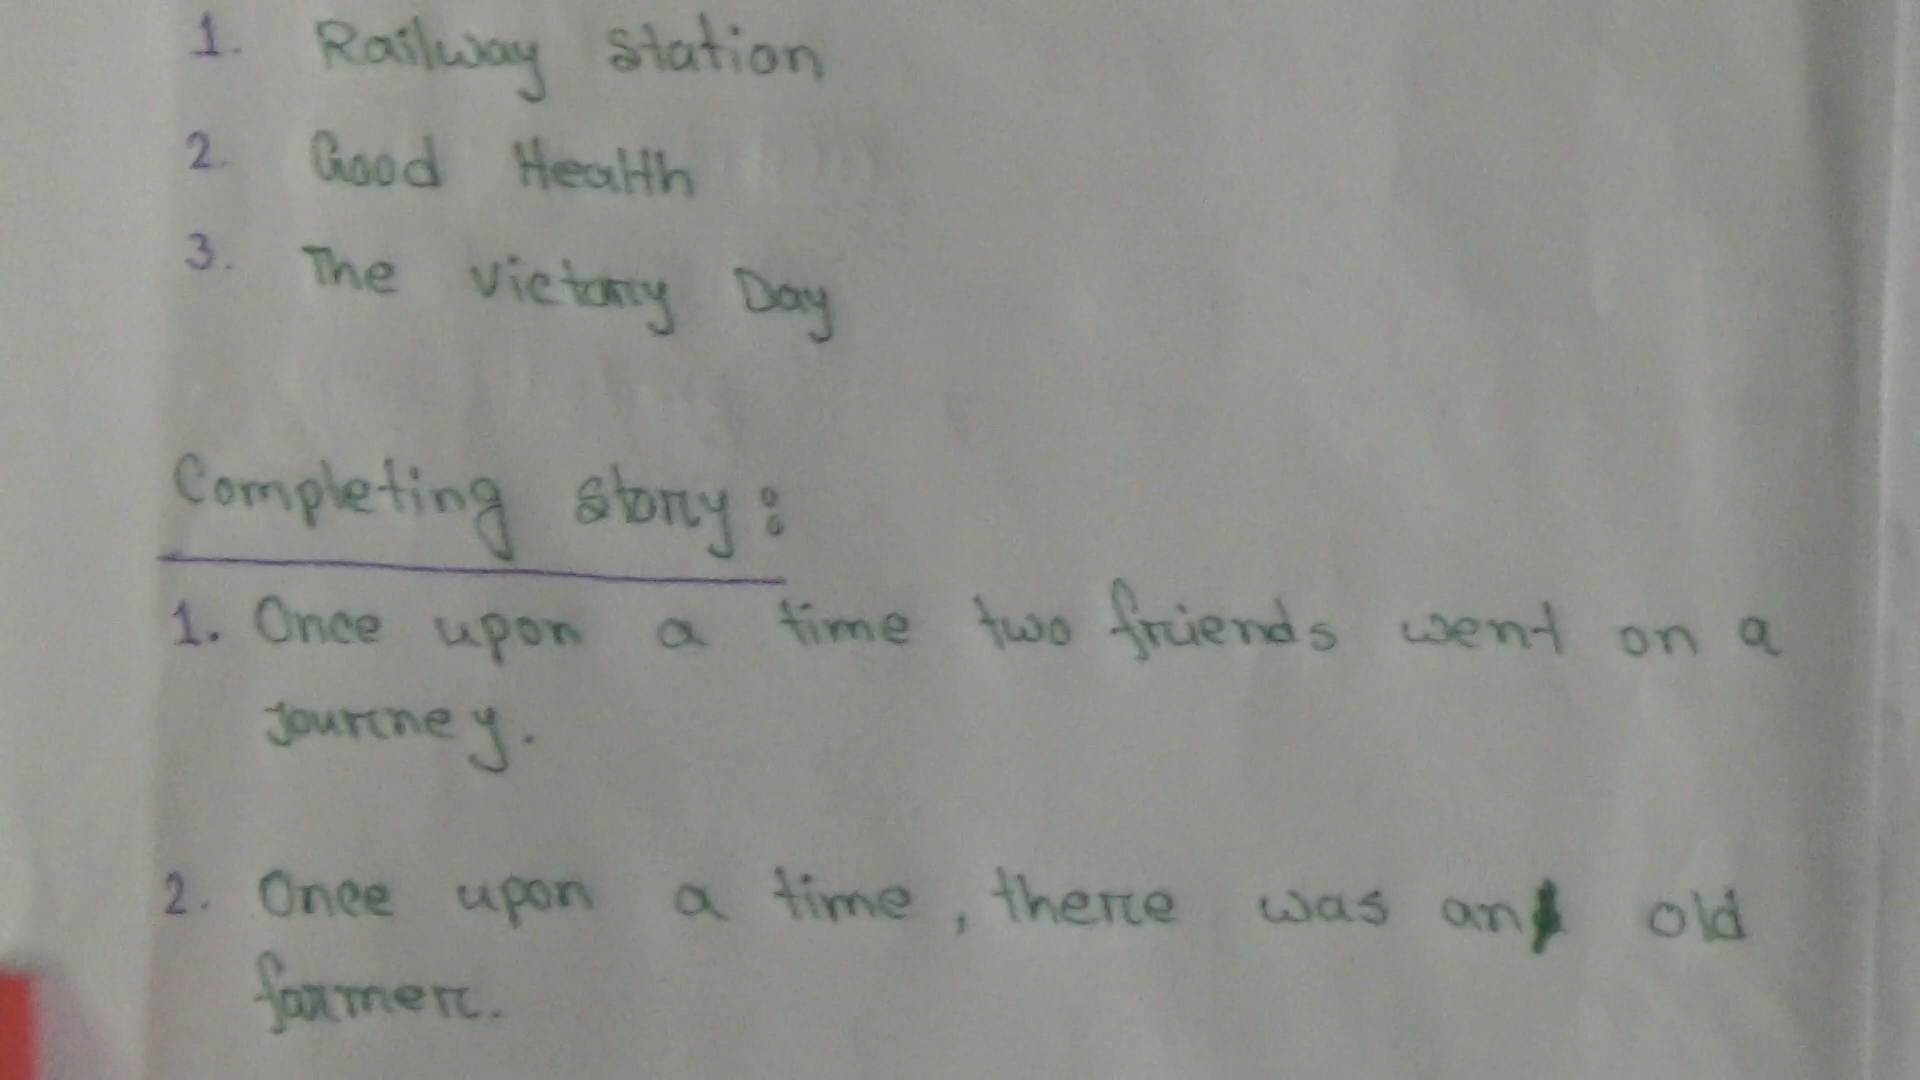 1. Railway Station
2. Good Health
3. The Victory Day
Completing story:
1. Once upon a time two friends went on a
journey.
2. Once upon a time, there was an old
farmer.